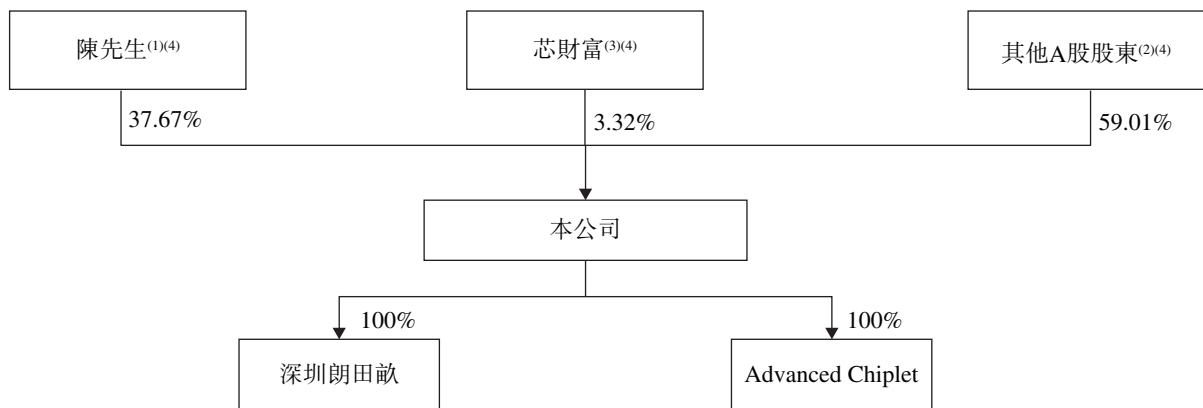 陳先生(1)(4)
芯財富(3)(4)
其他A股股東(2)(4)
37.67%
3.32%
59.01%
本公司
100%
100%
深圳朗田畝
Advanced Chiplet